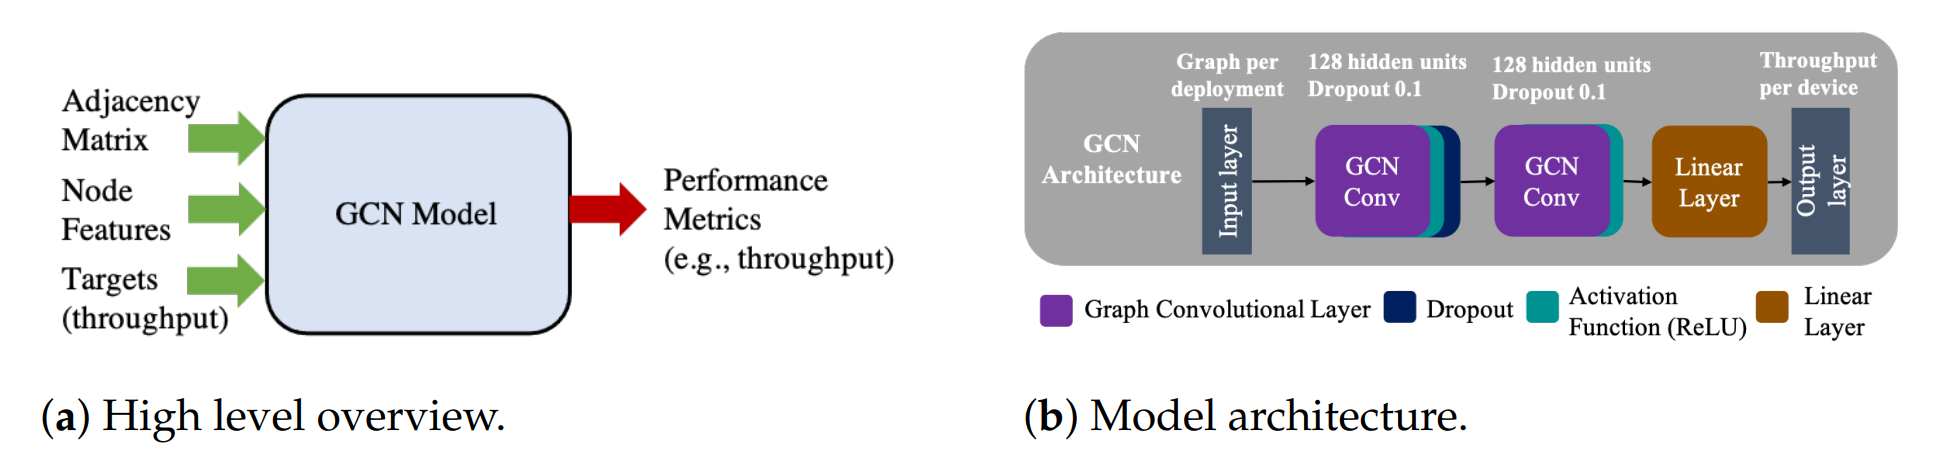 Adjacency
Matrix
Node
Features
Targets
(throughput)
GCN Model
Performance
Metrics
(e.g., throughput)
(a) High level overview.
GCN
Architecture
Graph per
deployment
Input layer
128 hidden units
Dropout 0.1
GCN
Conv
128 hidden units
Dropout 0.1
GCN
Conv
Linear
Layer
Throughput
per device
Output
layer
Graph Convolutional Layer
Dropout
Activation
Function (ReLU)
Linear
Layer
(b) Model architecture.